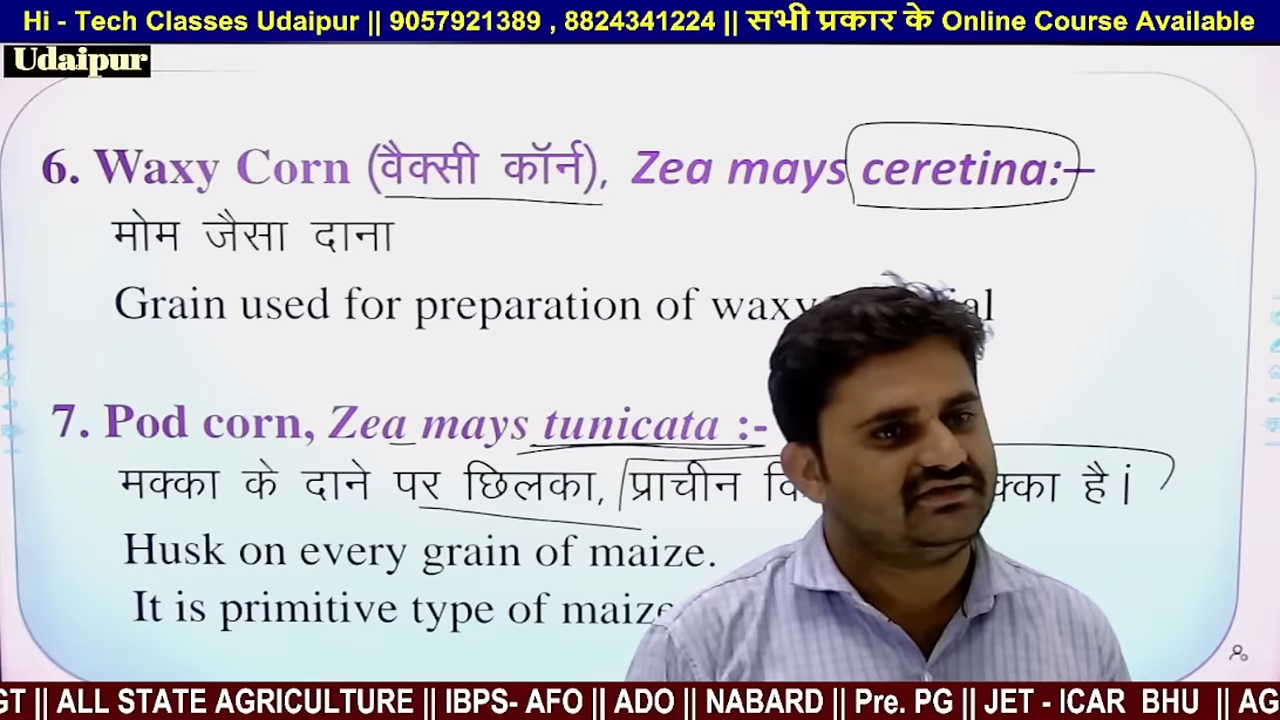 Hi - Tech Classes Udaipur || 9057921389 , 8824341224 || सभी प्रकार के Online Course Available
Udaipur
6. Waxy Corn (वैक्सी कॉर्न), Zea mays ceretina:-
मोम जैसा दाना
Grain used for preparation of waxy
7. Pod corn, Zea mays tunicata :-
मक्का के दाने पर छिलका, प्राचीन है।
Husk on every grain of maize.
It is primitive type of maize
GT || ALL STATE AGRICULTURE || IBPS- AFO || ADO || NABARD || Pre. PG || JET - ICAR BHU || AG